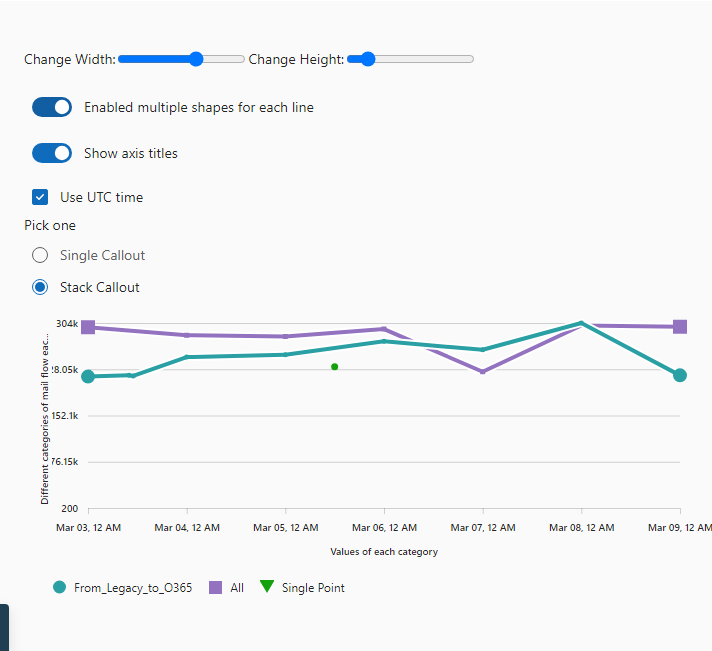 Change Width: Change Height:
Enabled multiple shapes for each line
Show axis titles
Use UTC time
Pick one
Single Callout
Stack Callout
304k
8.05k
152.1k
76.15k
200
Different categories of mail flow eac...
Mar 03, 12 AM Mar 04, 12 AM Mar 05, 12 AM Mar 06, 12 AM Mar 07, 12 AM Mar 08, 12 AM Mar 09, 12 AM
Values of each category
From_Legacy_to_O365 All Single Point